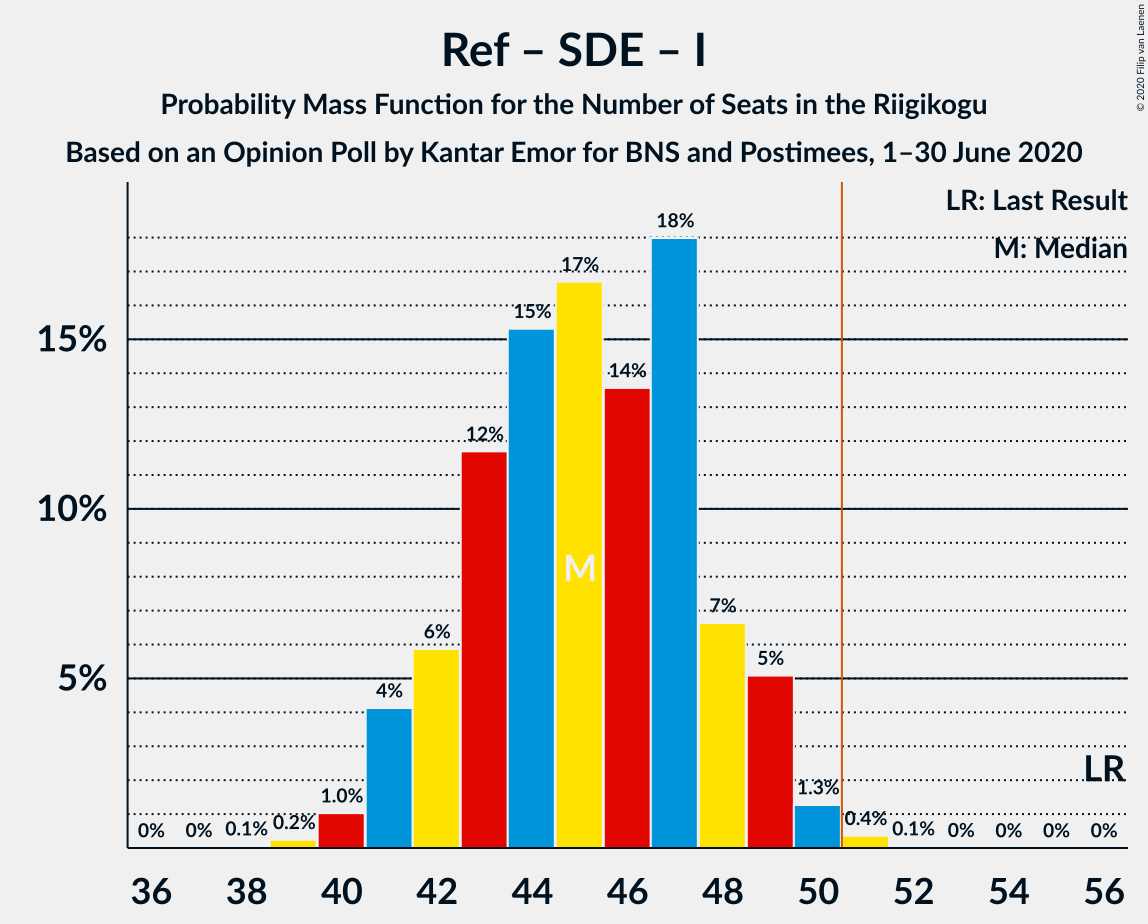 Ref – SDE – I
Probability Mass Function for the Number of Seats in the Riigikogu
Based on an Opinion Poll by Kantar Emor for BNS and Postimees, 1–30 June 2020
© 2020 Filip van Laenen
LR: Last Result
M: Median
15%
10%
5%
0%
0%
0.1%
0.2%
1.0%
4%
6%
12%
15%
17%
14%
18%
7%
5%
1.3%
0.4%
0.1%
0%
0%
0%
0%
M
LR
36 38 40 42 44 46 48 50 52 54 56